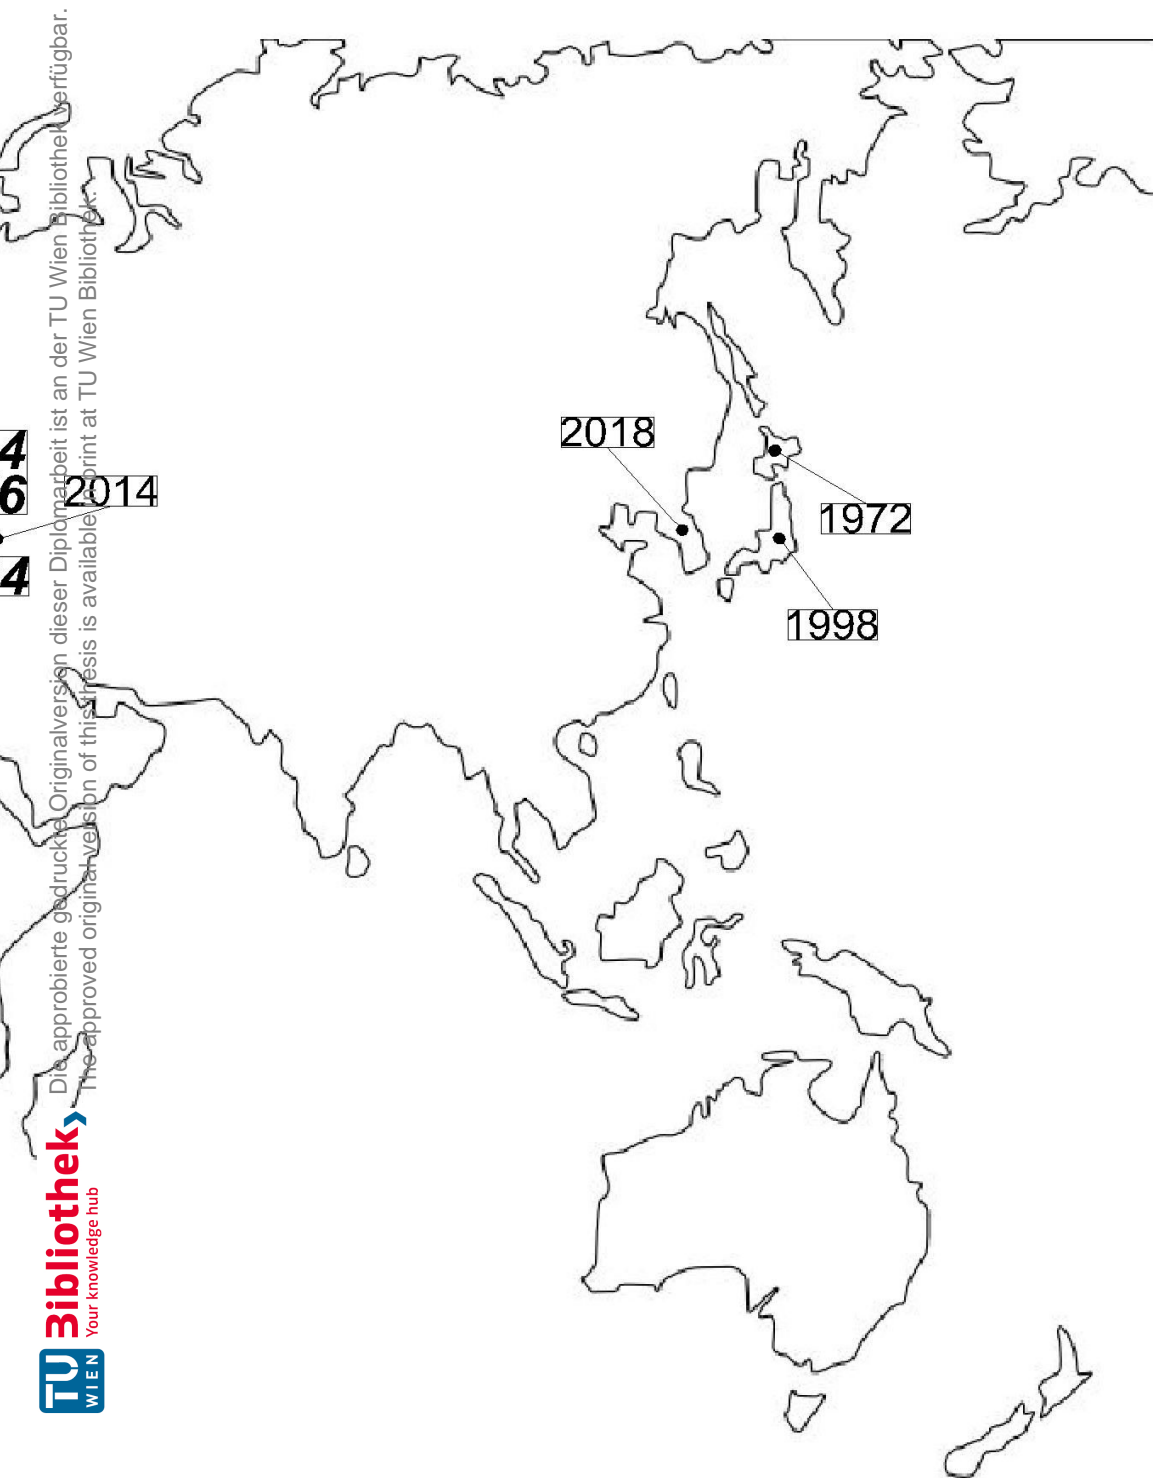 2018
4
6
2014
1972
4
1998
Die approbierte gedruckte Originalversion dieser Diplomarbeit ist an der TU Wien Bibliothek verfügbar.
The approved original version of this thesis is available in print at TU Wien Bibliothek.
TU Bibliothek
WIEN Your knowledge hub